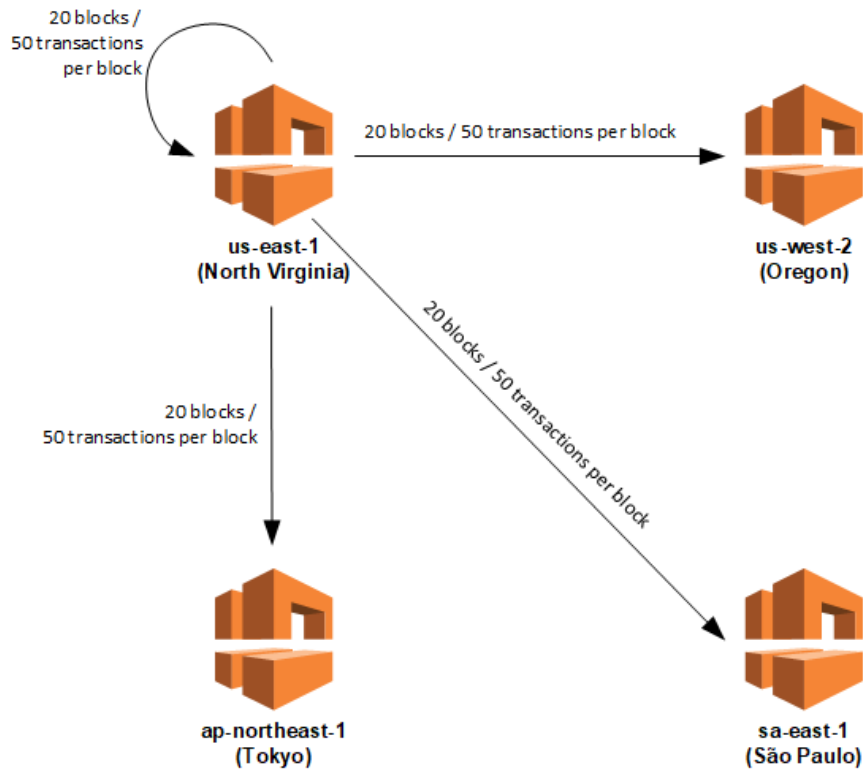 20 blocks /
50 transactions
per block
20 blocks / 50 transactions per block
us-east-1
(North Virginia)
us-west-2
(Oregon)
20 blocks / 50 transactions per block
20 blocks /
50 transactions per block
ap-northeast-1
(Tokyo)
sa-east-1
(São Paulo)